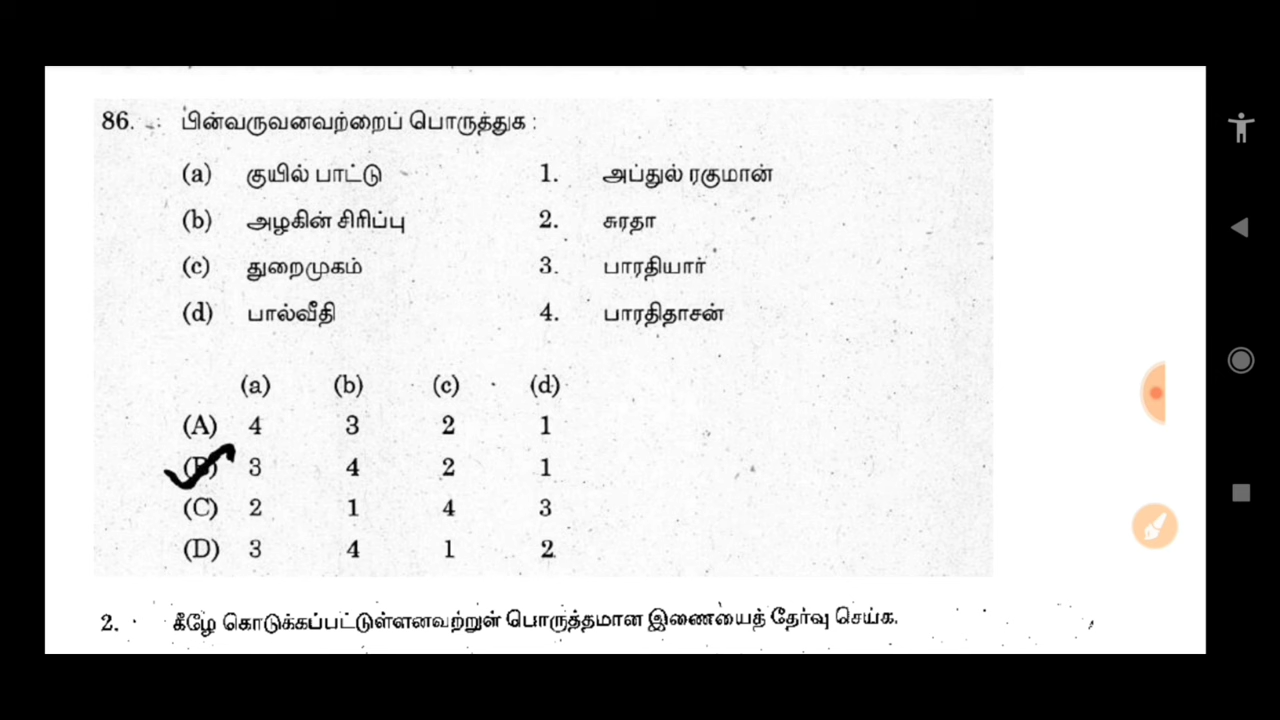 86. பின்வருவனவற்றைப் பொருத்துக :
(a) குயில் பாட்டு 1. அப்துல் ரகுமான்
(b) அழகின் சிரிப்பு 2. சுரதா
(c) துறைமுகம் 3. பாரதியார்
(d) பால்வீதி 4. பாரதிதாசன்
(a) (b) (c) (d)
(A) 4 3 2 1
(B) 3 4 2 1
(C) 2 1 4 3
(D) 3 4 1 2
2. கீழே கொடுக்கப்பட்டுள்ளனவற்றுள் பொருத்தமான இணையைத் தேர்வு செய்க.